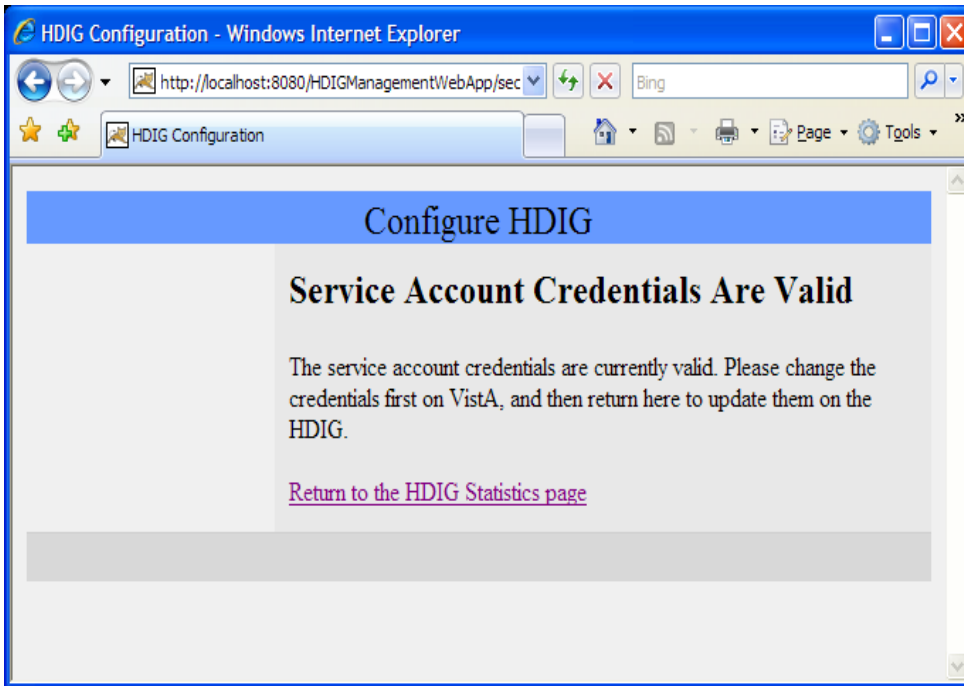 HDIG Configuration - Windows Internet Explorer
http://localhost:8080/HDIGManagementWebApp/sec
Bing
HDIG Configuration
Page
Tools
»
Configure HDIG
Service Account Credentials Are Valid
The service account credentials are currently valid. Please change the
credentials first on VistA, and then return here to update them on the
HDIG.
Return to the HDIG Statistics page